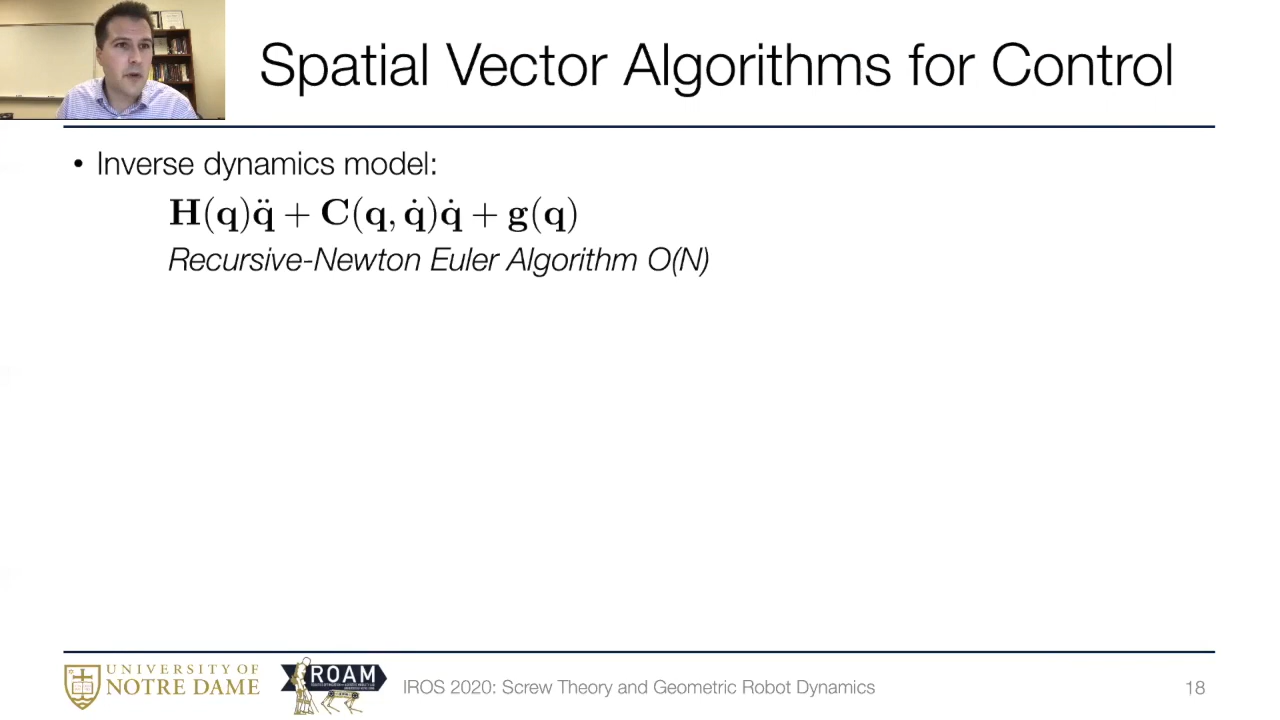 Spatial Vector Algorithms for Control
• Inverse dynamics model:
H(q)q̈ + C(q, q̇)q̇ + g(q)
Recursive-Newton Euler Algorithm O(N)
UNIVERSITY OF
NOTRE DAME
ROAM
IROS 2020: Screw Theory and Geometric Robot Dynamics
18